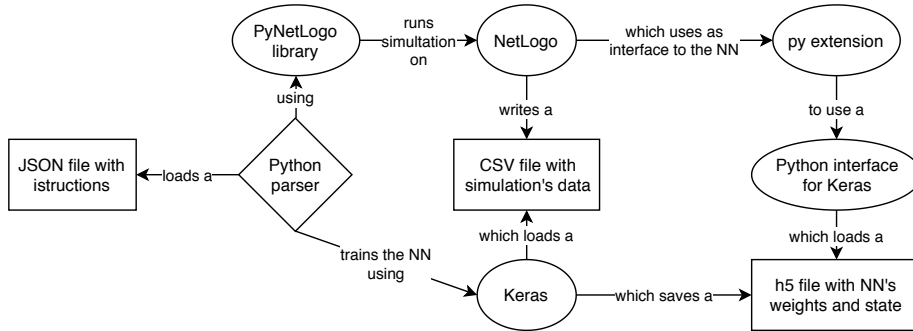 PyNetLogo
library
runs
simultation
on
NetLogo
which uses as
interface to the NN
py extension
using
writes a
to use a
JSON file with
istructions
loads a
Python
parser
CSV file with
simulation's data
Python interface
for Keras
trains the NN
using
which loads a
which loads a
Keras
which saves a
h5 file with NN's
weights and state